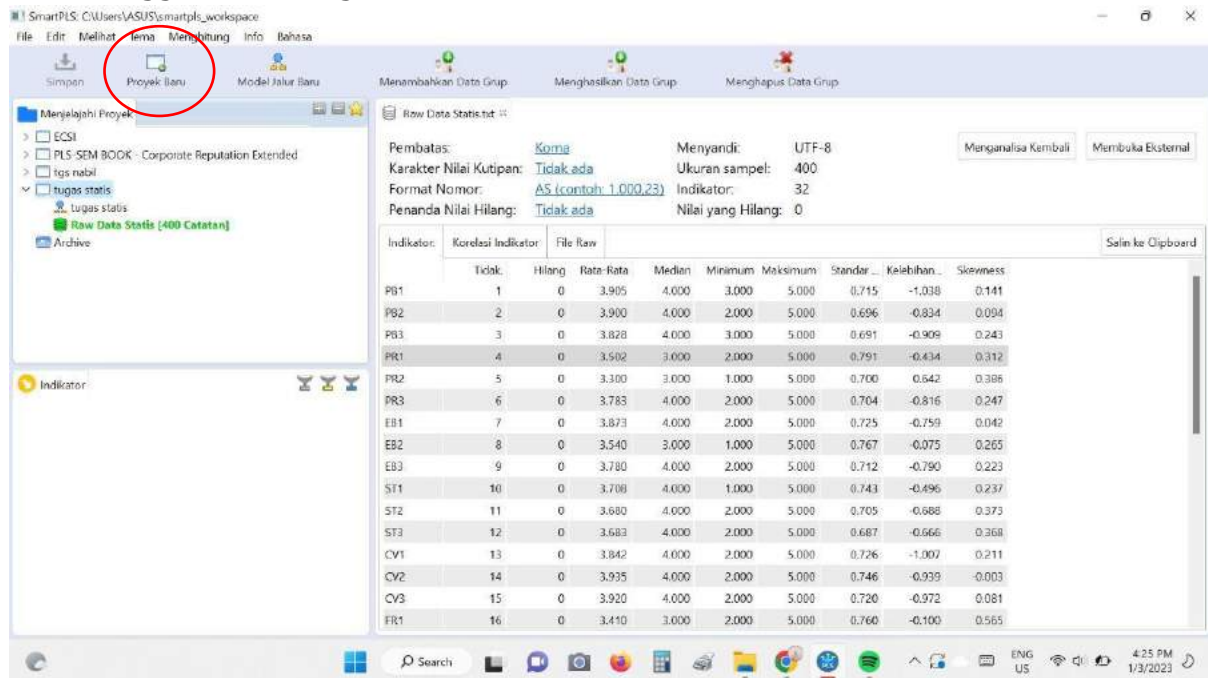 SmartPLS: C:\Users\ASUS\smartpls_workspace
File Edit Melihat Tema Menghitung Info Bahasa
Simpan Proyek Baru Model Jalur Baru Menambahkan Data Grup Menghasilkan Data Grup Menghapus Data Grup
Menjelajahi Proyek
ECSI
PLS-SEM BOOK - Corporate Reputation Extended
tgs nabil
tugas statis
tugas statis
Raw Data Statis [400 Catatan]
Archive
Indikator
Raw Data Statis.txt
Pembatas: Koma Menyandi: UTF-8 Menganalisa Kembali Membuka Eksternal
Karakter Nilai Kutipan: Tidak ada Ukuran sampel: 400
Format Nomor: AS (contoh: 1.000,23) Indikator: 32
Penanda Nilai Hilang: Tidak ada Nilai yang Hilang: 0
Indikator: Korelasi Indikator File Raw Salin ke Clipboard
Tidak. Hilang Rata-Rata Median Minimum Maksimum Standar ... Kelebihan... Skewness
PB1 1 0 3.905 4.000 3.000 5.000 0.715 -1.038 0.141
PB2 2 0 3.900 4.000 2.000 5.000 0.696 -0.834 0.094
PB3 3 0 3.828 4.000 3.000 5.000 0.691 -0.909 0.243
PR1 4 0 3.502 3.000 2.000 5.000 0.791 -0.434 0.312
PR2 5 0 3.300 3.000 1.000 5.000 0.700 0.642 0.386
PR3 6 0 3.783 4.000 2.000 5.000 0.704 -0.816 0.247
EB1 7 0 3.873 4.000 2.000 5.000 0.725 -0.759 0.042
EB2 8 0 3.540 3.000 1.000 5.000 0.767 -0.075 0.265
EB3 9 0 3.780 4.000 2.000 5.000 0.712 -0.790 0.223
ST1 10 0 3.708 4.000 1.000 5.000 0.743 -0.496 0.237
ST2 11 0 3.680 4.000 2.000 5.000 0.705 -0.688 0.373
ST3 12 0 3.683 4.000 2.000 5.000 0.687 -0.666 0.368
CV1 13 0 3.842 4.000 2.000 5.000 0.726 -1.007 0.211
CV2 14 0 3.935 4.000 2.000 5.000 0.746 -0.939 -0.003
CV3 15 0 3.920 4.000 2.000 5.000 0.720 -0.972 0.081
FR1 16 0 3.410 3.000 2.000 5.000 0.760 -0.100 0.565
Search ENG US 4:25 PM 1/3/2023